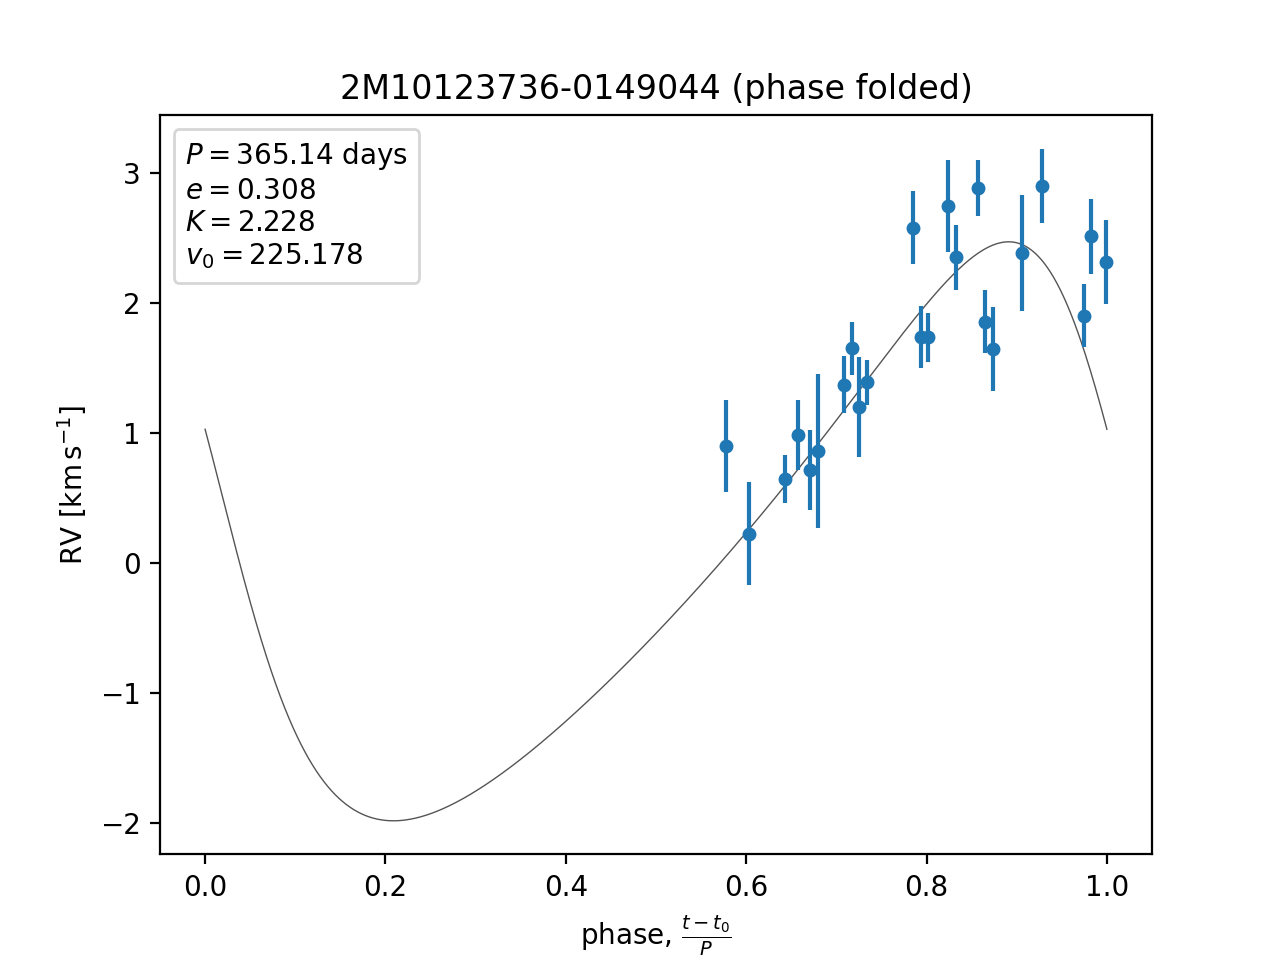 2M10123736-0149044 (phase folded)
P = 365.14 days
e = 0.308
K = 2.228
v₀ = 225.178
3
2
1
0
−1
−2
RV [km s⁻¹]
0.0 0.2 0.4 0.6 0.8 1.0
phase, (t − t₀)/P